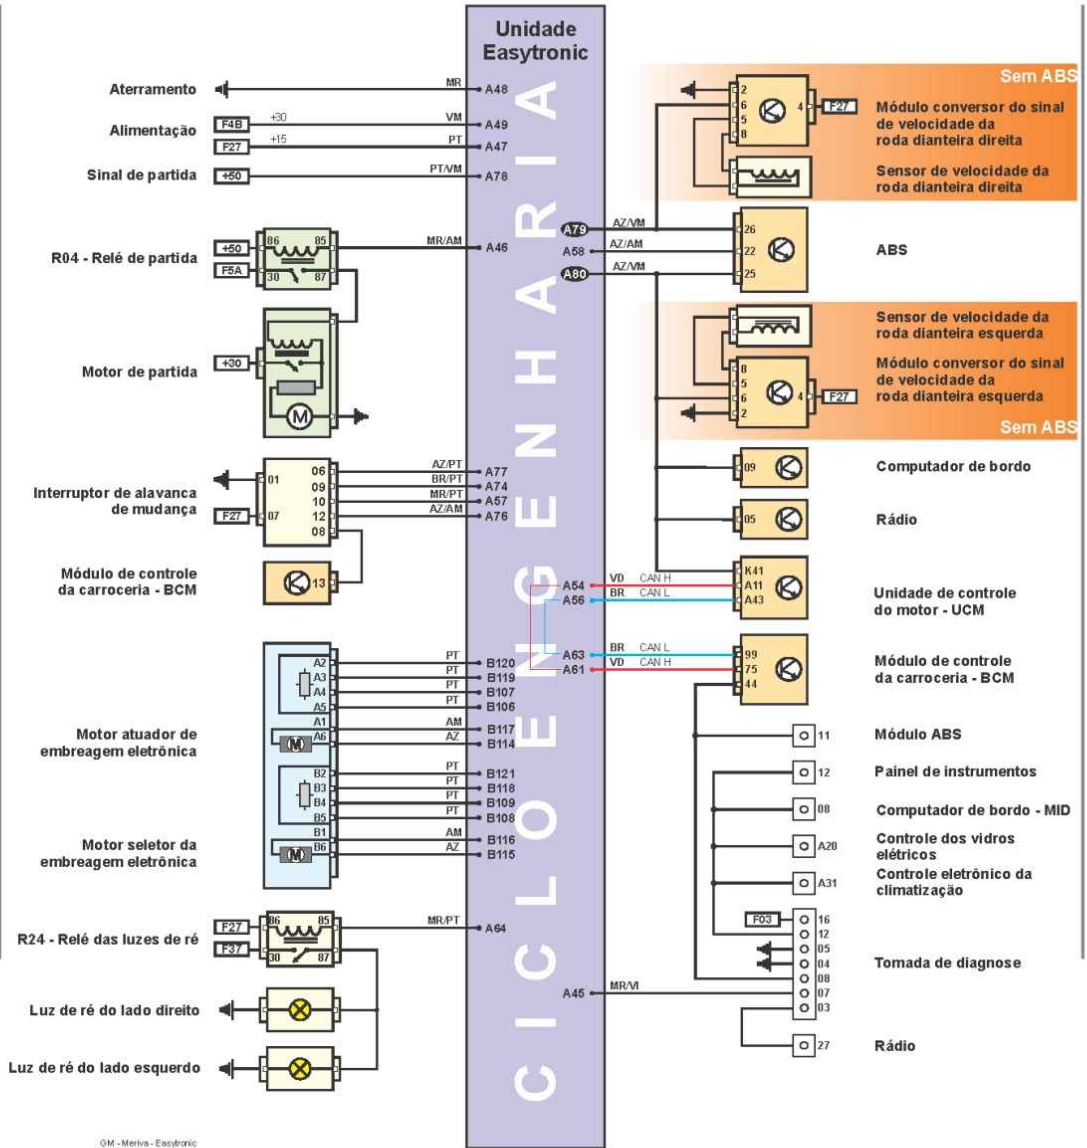 Unidade
Easytronic
CICLO ENGENHARIA
Aterramento
MR
A48
Alimentação
F4B
+30
VM
A49
F27
+15
PT
A47
Sinal de partida
+50
PT/VM
A78
R04 - Relé de partida
+50
F5A
86
85
30
87
MR/AM
A46
Motor de partida
+30
M
Interruptor de alavanca
de mudança
F27
01
07
06
09
10
12
08
AZ/PT
A77
BR/PT
A74
MR/PT
A57
AZ/AM
A76
Módulo de controle
da carroceria - BCM
13
Motor atuador de
embreagem eletrônica
A2
PT
B120
A3
PT
B119
A4
PT
B107
A5
PT
B106
A1
AM
B117
A6
AZ
B114
M
Motor seletor da
embreagem eletrônica
B2
PT
B121
B3
PT
B118
B4
PT
B109
B5
PT
B108
B1
AM
B116
B6
AZ
B115
M
R24 - Relé das luzes de ré
F27
F37
86
85
30
87
MR/PT
A64
Luz de ré do lado direito
Luz de ré do lado esquerdo
GM - Meriva - Easytronic
Sem ABS
2
6
5
8
4
F27
Módulo conversor do sinal
de velocidade da
roda dianteira direita
Sensor de velocidade da
roda dianteira direita
A79
AZ/VM
26
A58
AZ/AM
22
A80
AZ/VM
25
ABS
Sensor de velocidade da
roda dianteira esquerda
8
5
6
2
4
F27
Módulo conversor do sinal
de velocidade da
roda dianteira esquerda
Sem ABS
09
Computador de bordo
05
Rádio
K41
A54
VD
CAN H
A11
A56
BR
CAN L
A43
Unidade de controle
do motor - UCM
A63
BR
CAN L
99
A61
VD
CAN H
75
44
Módulo de controle
da carroceria - BCM
11
Módulo ABS
12
Painel de instrumentos
08
Computador de bordo - MID
A20
Controle dos vidros
elétricos
A31
Controle eletrônico da
climatização
F03
16
12
05
04
08
07
03
Tomada de diagnose
A45
MR/VI
27
Rádio